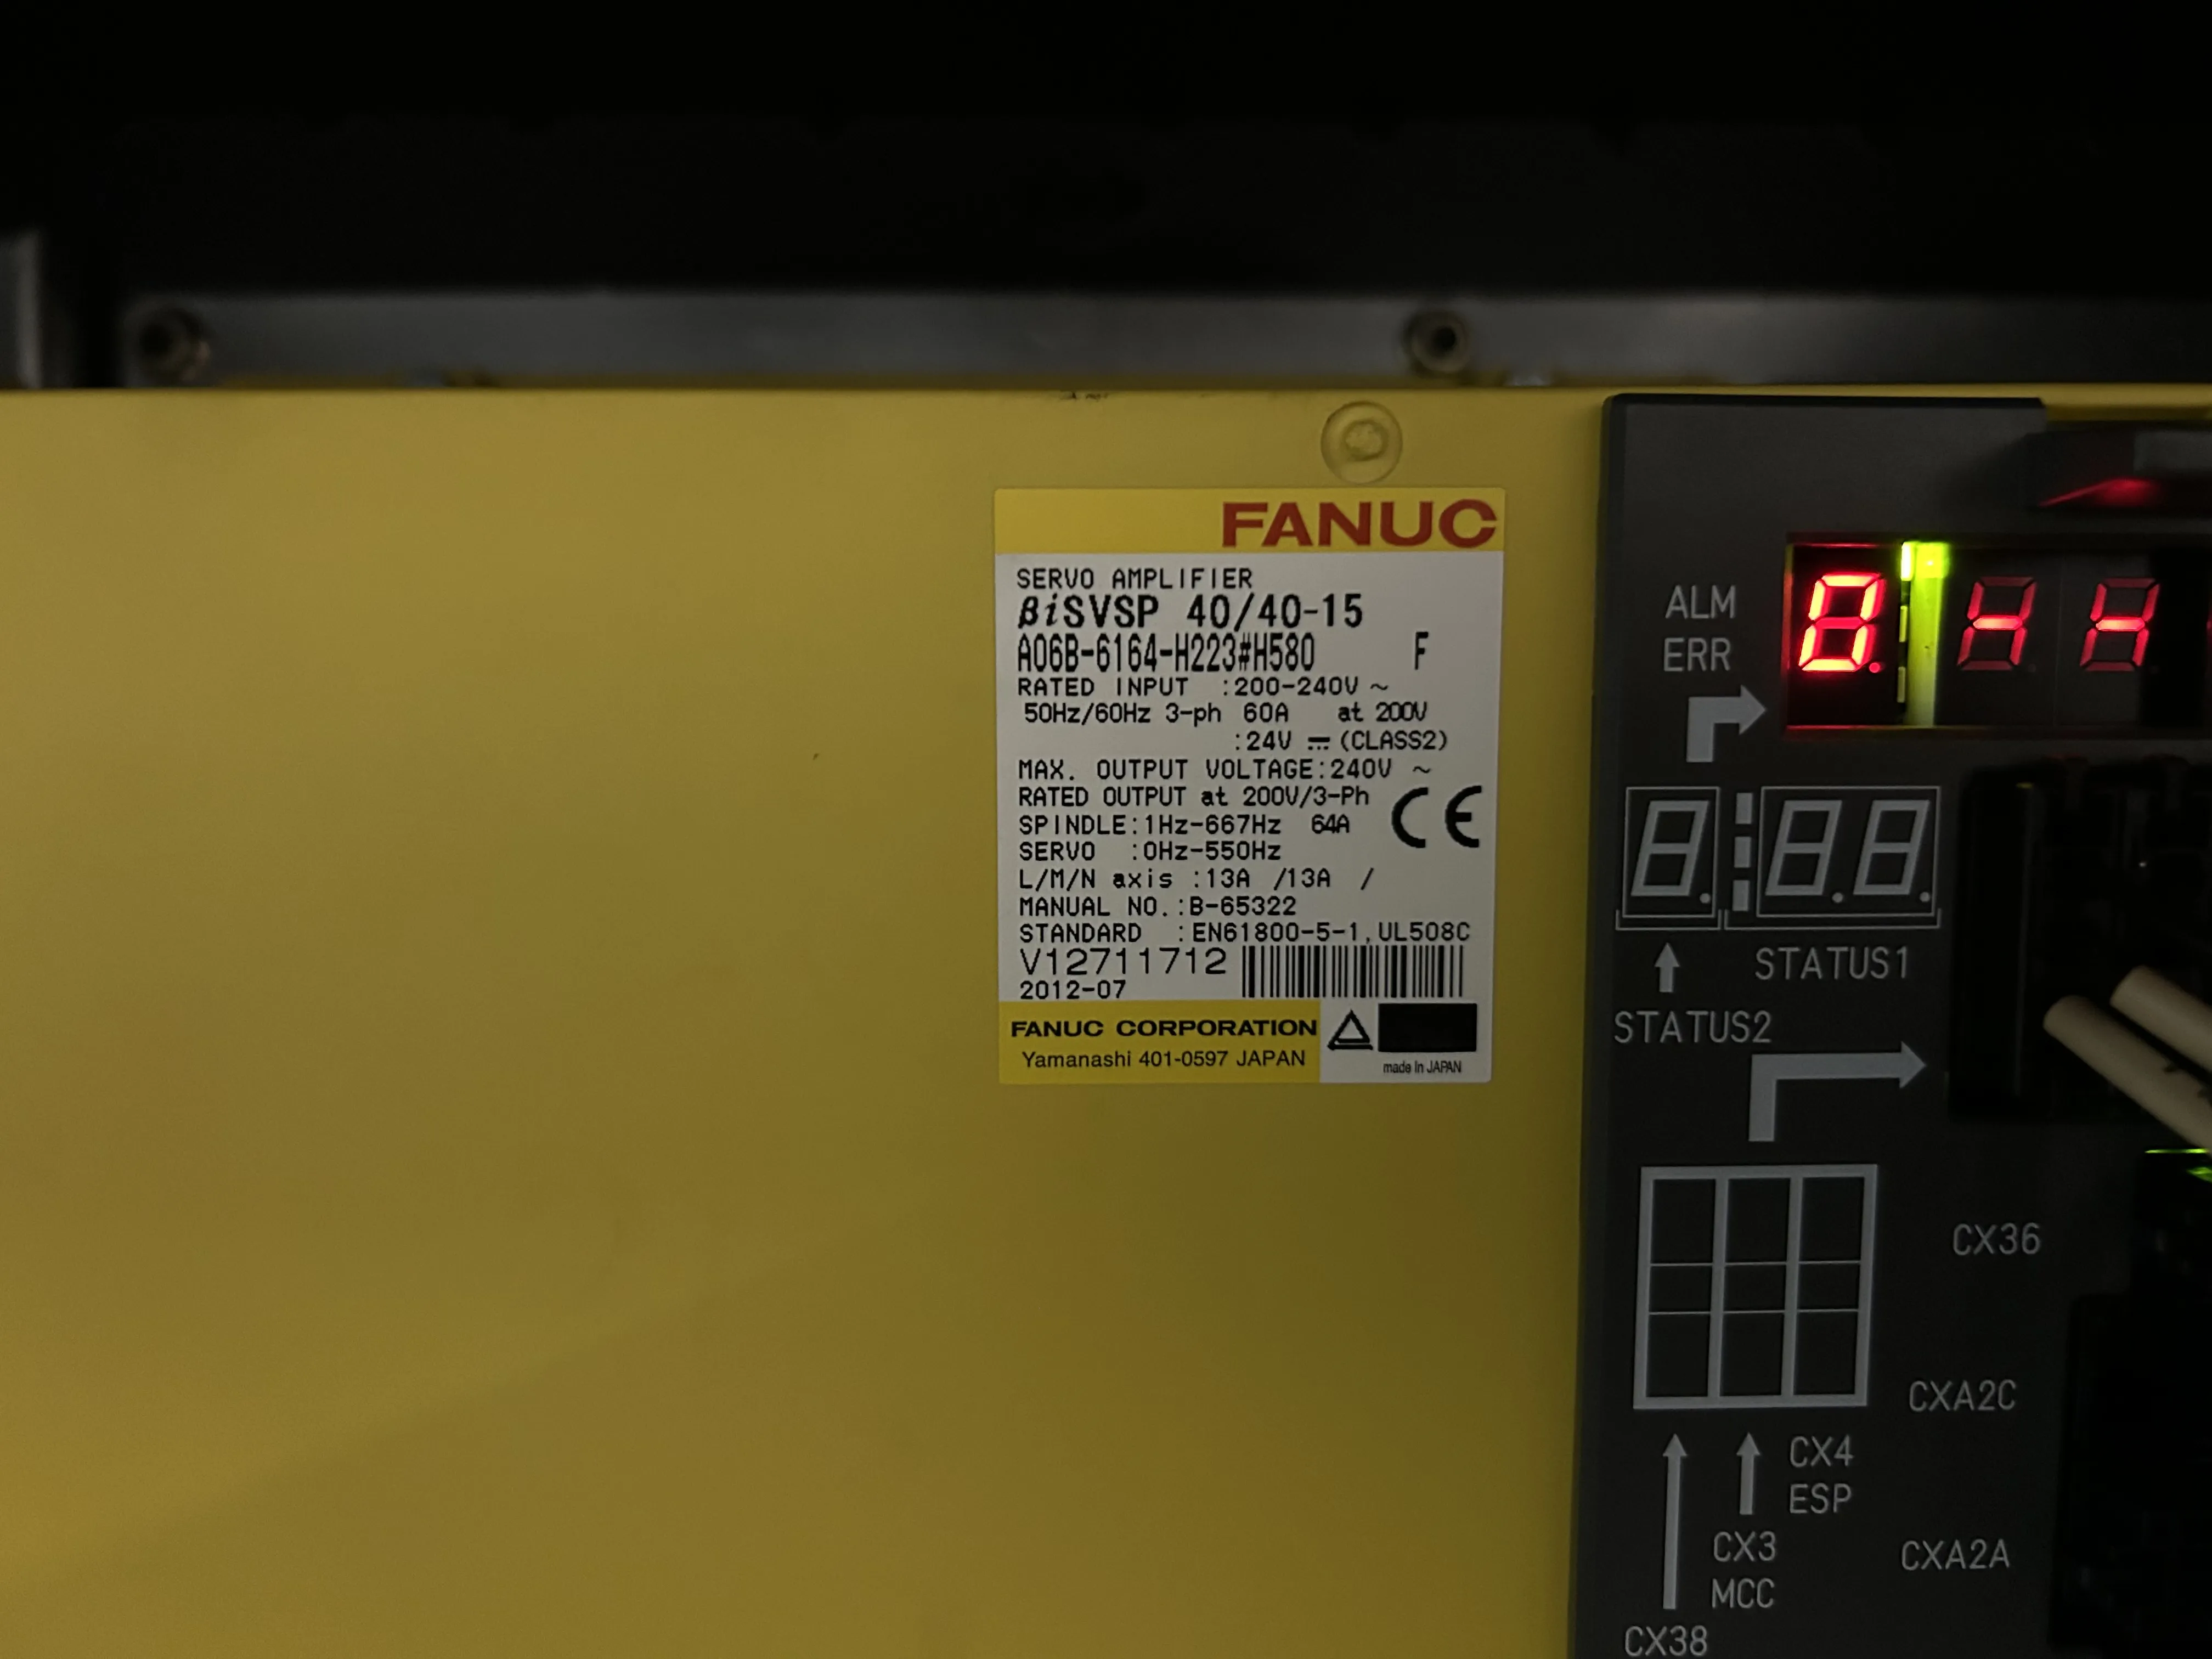 FANUC
SERVO AMPLIFIER
βiSVSP 40/40-15
A06B-6164-H223#H580 F
RATED INPUT :200-240V ~
50Hz/60Hz 3-ph 60A at 200V
:24V ⎓ (CLASS2)
MAX. OUTPUT VOLTAGE:240V ~
RATED OUTPUT at 200V/3-Ph
SPINDLE:1Hz-667Hz 64A
SERVO :0Hz-550Hz
L/M/N axis :13A /13A /
CE
MANUAL NO.:B-65322
STANDARD :EN61800-5-1,UL508C
V12711712
2012-07
FANUC CORPORATION
Yamanashi 401-0597 JAPAN
made in JAPAN
ALM
ERR
8. 8.8.
STATUS1
STATUS2
CX36
CXA2C
CX4
ESP
CX3
MCC
CXA2A
CX38